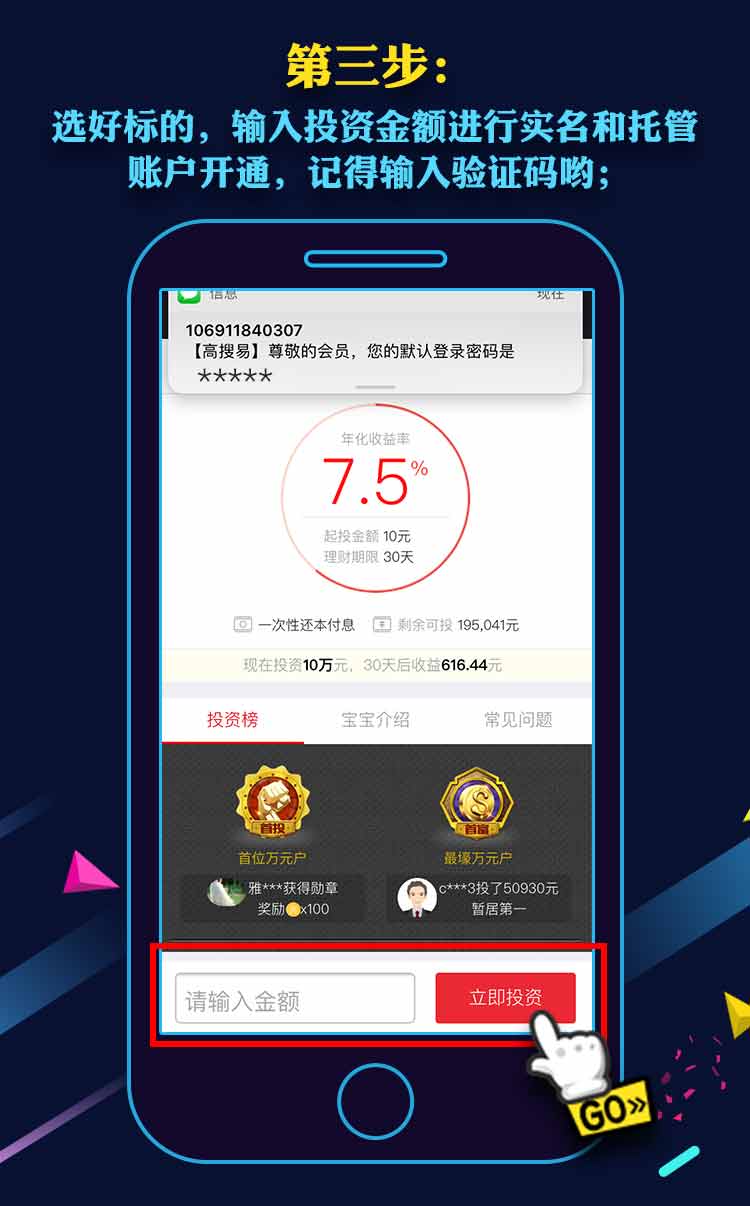 第三步：
选好标的，输入投资金额进行实名和托管
账户开通，记得输入验证码哟；
信息 现在
106911840307
【高搜易】尊敬的会员，您的默认登录密码是
*****
年化收益率
7.5%
起投金额 10元
理财期限 30天
一次性还本付息 剩余可投 195,041元
现在投资10万元，30天后收益616.44元
投资榜 宝宝介绍 常见问题
首投 首富
首位万元户 最壕万元户
雅***获得勋章 c***3投了50930元
奖励x100 暂居第一
请输入金额 立即投资
GO»